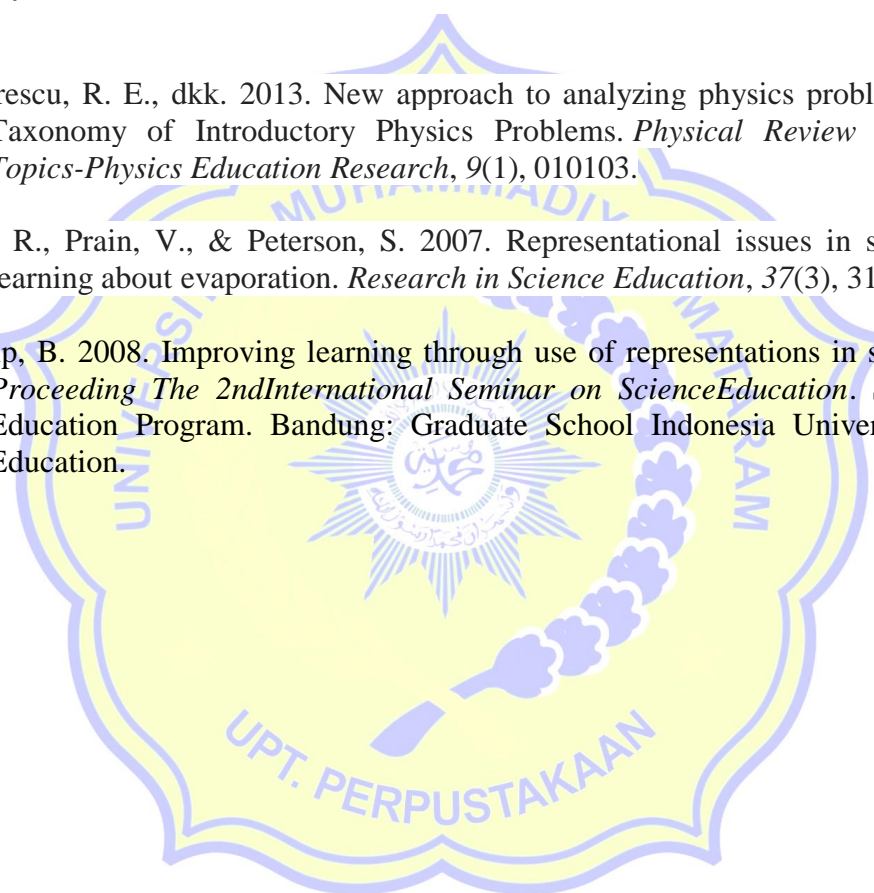 rescu, R. E., dkk. 2013. New approach to analyzing physics probl
Taxonomy of Introductory Physics Problems. Physical Review
Topics-Physics Education Research, 9(1), 010103.
R., Prain, V., & Peterson, S. 2007. Representational issues in s
earning about evaporation. Research in Science Education, 37(3), 31
p, B. 2008. Improving learning through use of representations in s
Proceeding The 2ndInternational Seminar on ScienceEducation.
Education Program. Bandung: Graduate School Indonesia Univer
Education.
UPT. PERPUSTAKAAN